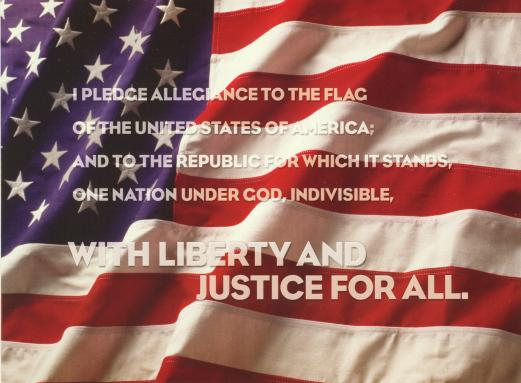 I PLEDGE ALLEGIANCE TO THE FLAG
OF THE UNITED STATES OF AMERICA;
AND TO THE REPUBLIC FOR WHICH IT STANDS,
ONE NATION UNDER GOD, INDIVISIBLE,
WITH LIBERTY AND
JUSTICE FOR ALL.